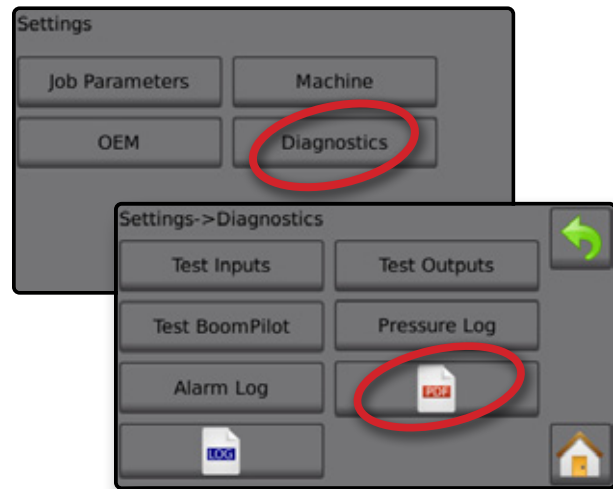 Settings
Job Parameters Machine
OEM Diagnostics
Settings->Diagnostics
Test Inputs Test Outputs
Test BoomPilot Pressure Log
Alarm Log PDF
LOG